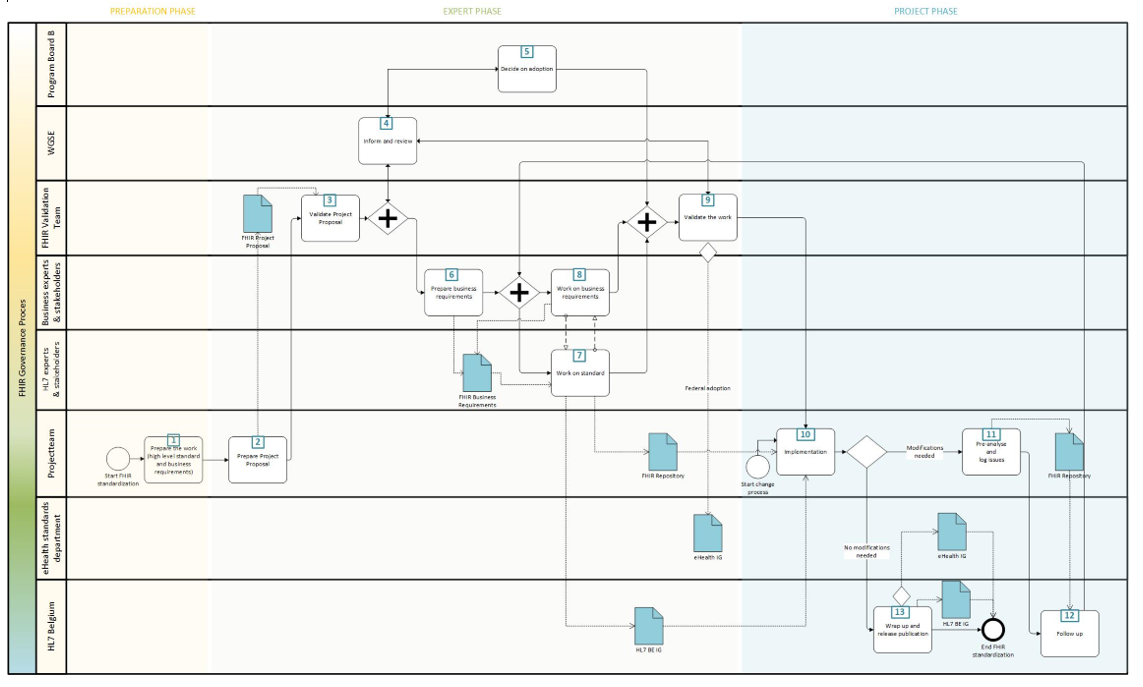 PREPARATION PHASE
EXPERT PHASE
PROJECT PHASE
FHIR Governance Proces
Program Board B
5
Decide on adoption
WGSE
4
Inform and review
FHIR Validation
Team
FHIR Project
Proposal
3
Validate Project
Proposal
9
Validate the work
Business experts
& stakeholders
6
Prepare business
requirements
8
Work on business
requirements
HL7 experts
& stakeholders
FHIR Business
Requirements
7
Work on standard
Federal adoption
Projectteam
Start FHIR
standardization
1
Prepare the work
(high level standard
and business
requirements)
2
Prepare Project
Proposal
FHIR Repository
Start change
process
10
Implementation
Modifications
needed
11
Pre-analyse
and
log issues
FHIR Repository
eHealth standards
department
eHealth IG
No modifications
needed
eHealth IG
HL7 Belgium
HL7 BE IG
13
Wrap up and
release publication
HL7 BE IG
End FHIR
standardization
12
Follow up